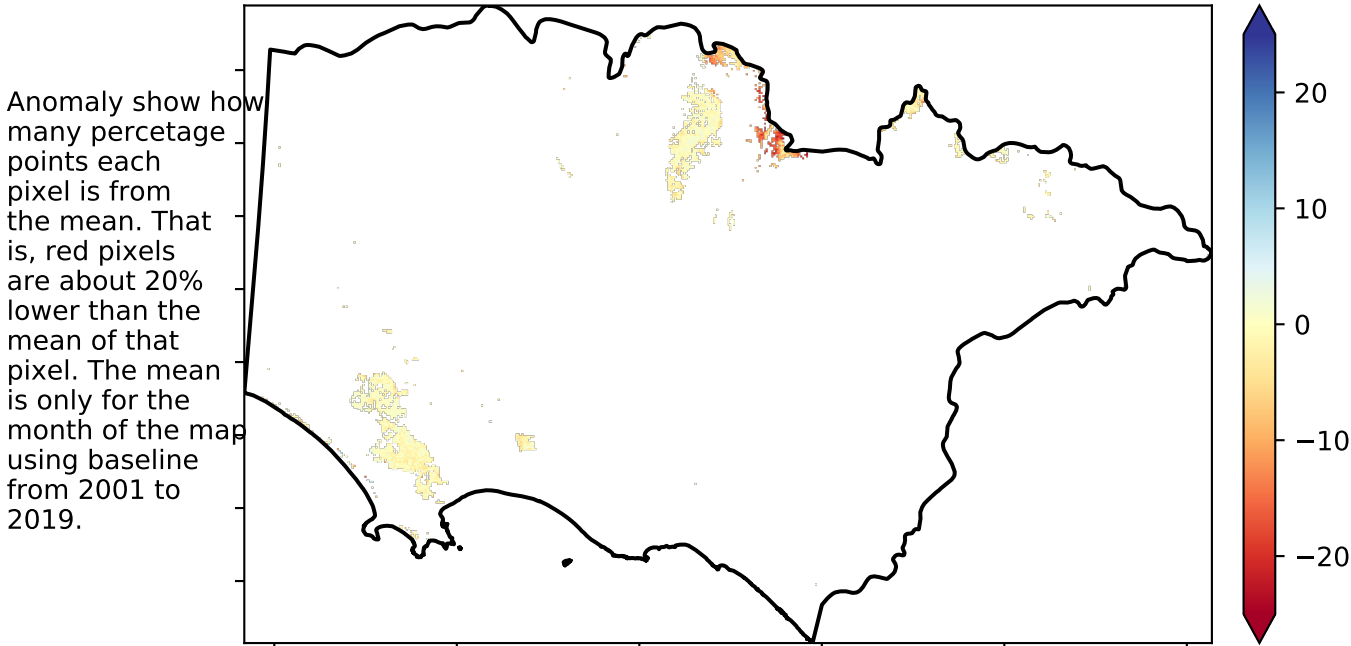 Anomaly show how
many percetage
points each
pixel is from
the mean. That
is, red pixels
are about 20%
lower than the
mean of that
pixel. The mean
is only for the
month of the map
using baseline
from 2001 to
2019.
20
10
0
−10
−20